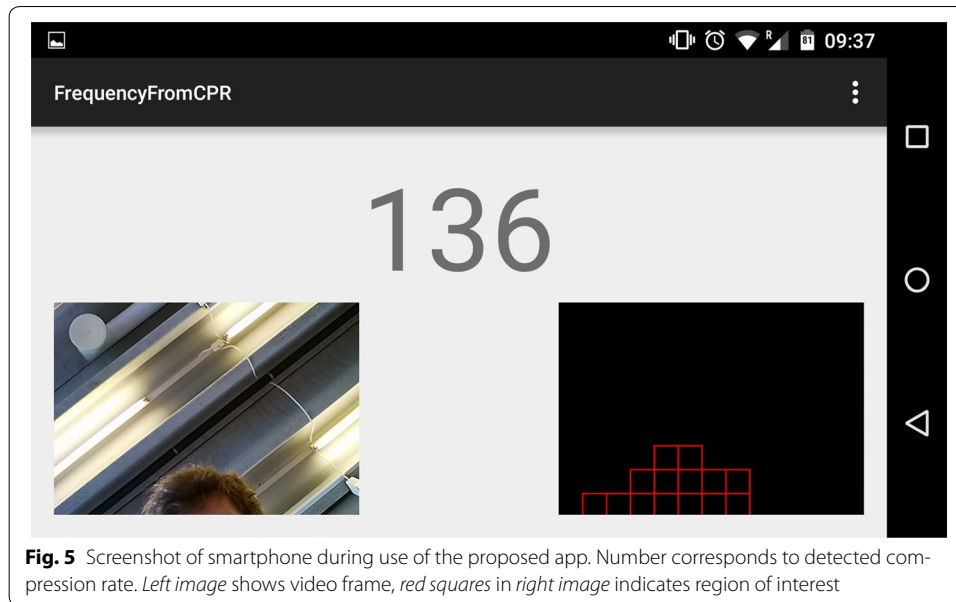 R
81
09:37
FrequencyFromCPR
136
Fig. 5 Screenshot of smartphone during use of the proposed app. Number corresponds to detected com-
pression rate. Left image shows video frame, red squares in right image indicates region of interest